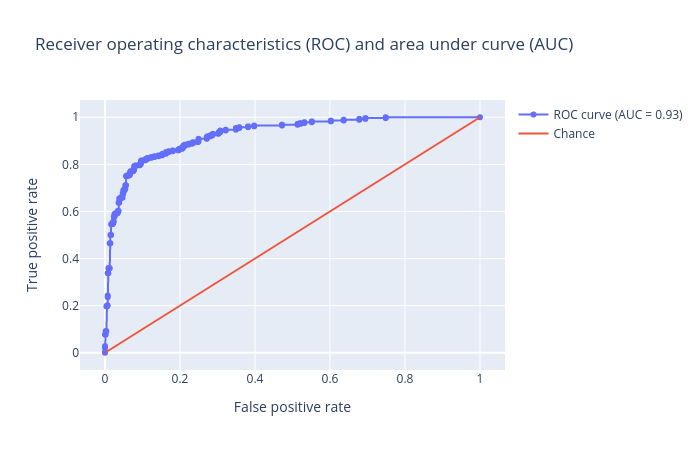 Receiver operating characteristics (ROC) and area under curve (AUC)
ROC curve (AUC = 0.93)
Chance
True positive rate
1
0.8
0.6
0.4
0.2
0
0 0.2 0.4 0.6 0.8 1
False positive rate